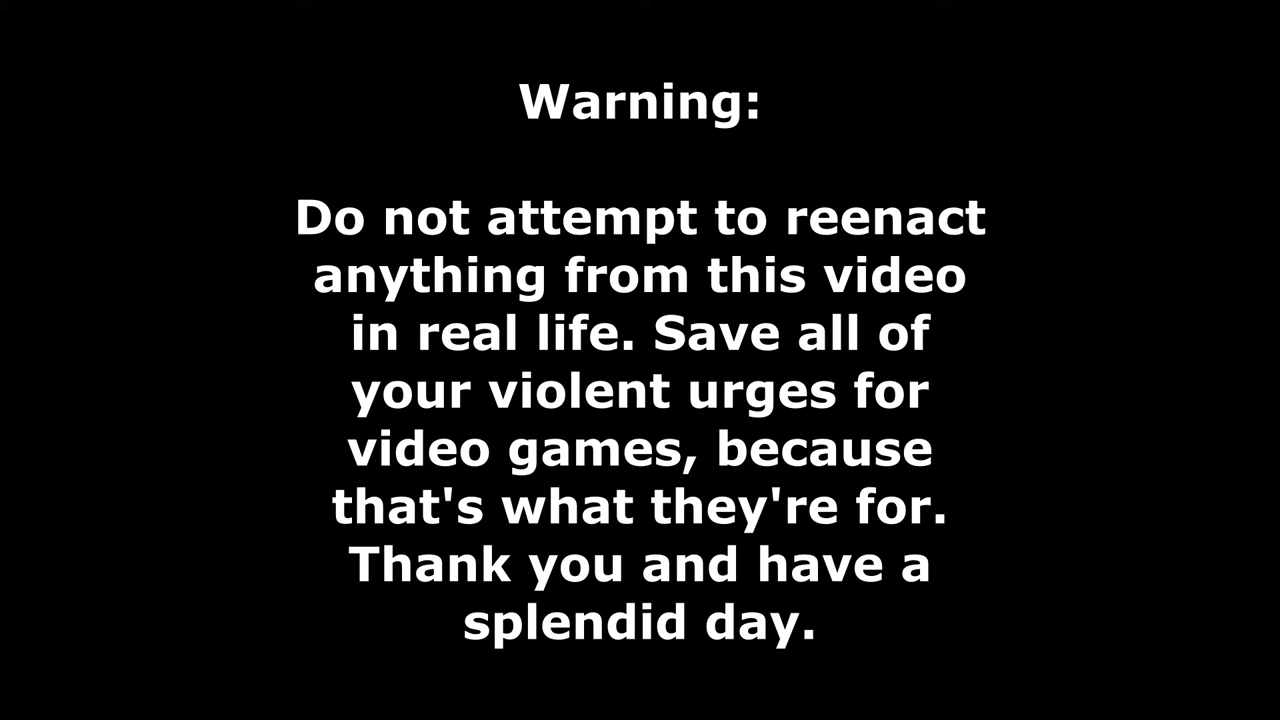 Warning:
Do not attempt to reenact
anything from this video
in real life. Save all of
your violent urges for
video games, because
that's what they're for.
Thank you and have a
splendid day.